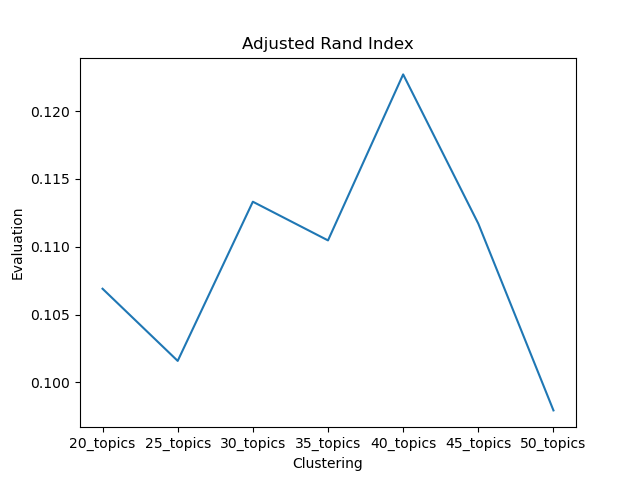 Adjusted Rand Index
0.120
0.115
0.110
0.105
0.100
Evaluation
20_topics 25_topics 30_topics 35_topics 40_topics 45_topics 50_topics
Clustering